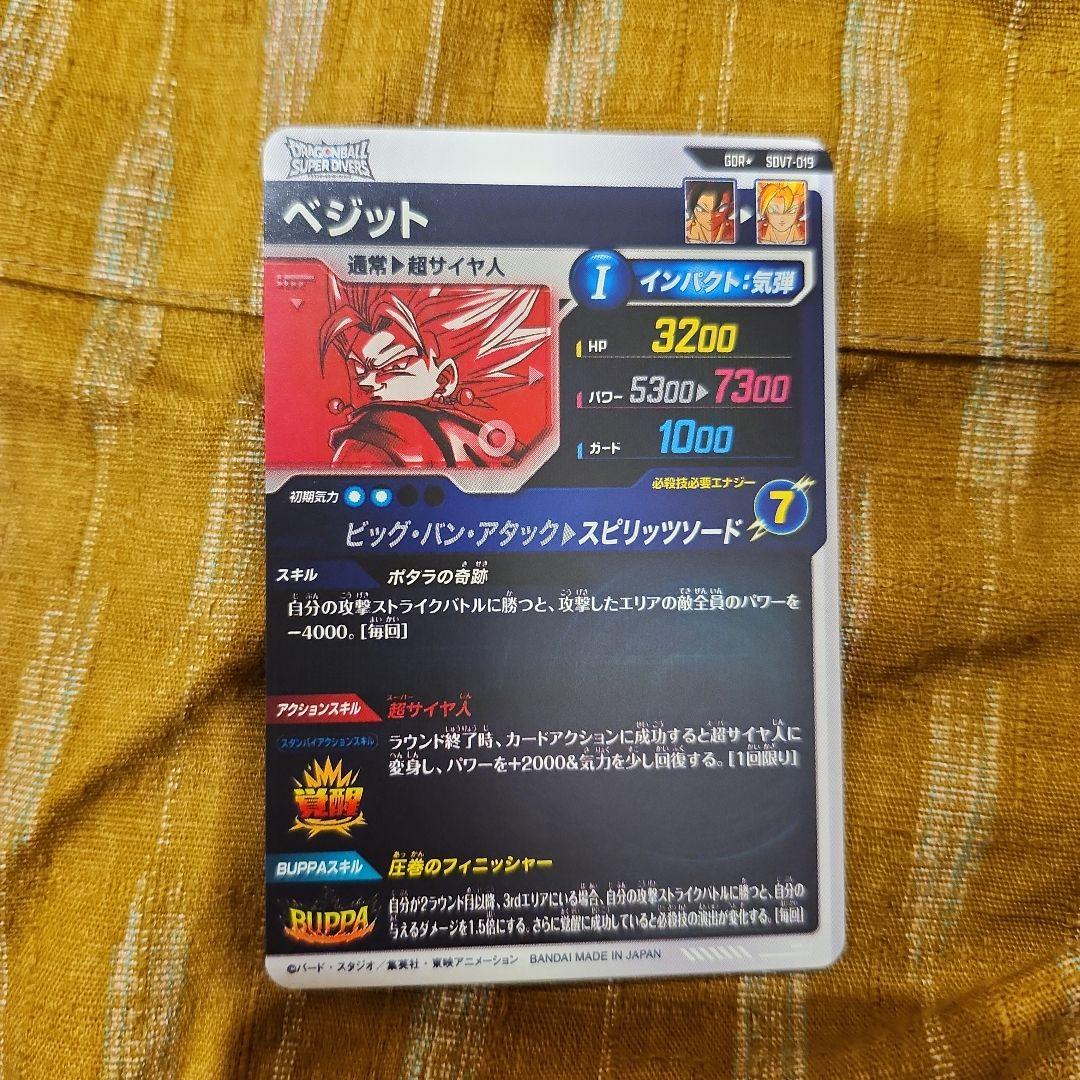 DRAGONBALL
SUPER DIVERS
GDR★ SDV7-019
ベジット
通常▶超サイヤ人
I インパクト:気弾
HP 3200
パワー 5300▶7300
ガード 1000
初期気力
必殺技必要エナジー
7
ビッグ・バン・アタック▶スピリッツソード
スキル ポタラの奇跡
自分の攻撃ストライクバトルに勝つと、攻撃したエリアの敵全員のパワーを
-4000。[毎回]
アクションスキル 超サイヤ人
スタンバイアクションスキル
ラウンド終了時、カードアクションに成功すると超サイヤ人に
変身し、パワーを+2000&気力を少し回復する。[1回限り]
覚醒
BUPPAスキル 圧巻のフィニッシャー
BUPPA
自分が2ラウンド目以降、3rdエリアにいる場合、自分の攻撃ストライクバトルに勝つと、自分の
与えるダメージを1.5倍にする。さらに覚醒に成功していると必殺技の演出が変化する。[毎回]
©バード・スタジオ/集英社・東映アニメーション BANDAI MADE IN JAPAN